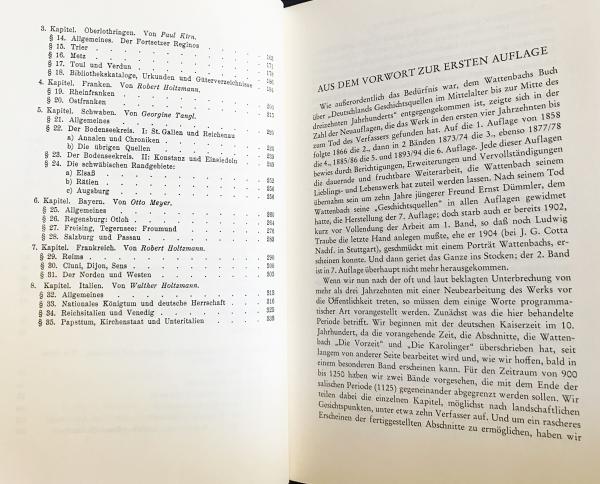 3. Kapitel. Oberlothringen. Von Paul Kirn.
§ 14. Allgemeines. Der Fortsetzer Reginos
§ 15. Trier
§ 16. Metz
§ 17. Toul und Verdun
§ 18. Bibliothekskataloge, Urkunden und Güterverzeichnisse
4. Kapitel. Franken. Von Robert Holtzmann.
§ 19. Rheinfranken
§ 20. Ostfranken
5. Kapitel. Schwaben. Von Georgine Tangl.
§ 21. Allgemeines
§ 22. Der Bodenseekreis. I: St. Gallen und Reichenau
a) Annalen und Chroniken
b) Die übrigen Quellen
§ 23. Der Bodenseekreis. II: Konstanz und Einsiedeln
§ 24. Die schwäbischen Randgebiete:
a) Elsaß
b) Rätien
c) Augsburg
6. Kapitel. Bayern. Von Otto Meyer.
§ 25. Allgemeines
§ 26. Regensburg: Otloh
§ 27. Freising, Tegernsee: Froumund
§ 28. Salzburg und Passau
7. Kapitel. Frankreich. Von Robert Holtzmann.
§ 29. Reims
§ 30. Cluni, Dijon, Sens
§ 31. Der Norden und Westen
8. Kapitel. Italien. Von Walther Holtzmann.
§ 32. Allgemeines 313
§ 33. Nationales Königtum und deutsche Herrschaft
§ 34. Reichsitalien und Venedig 325
§ 35. Papsttum, Kirchenstaat und Unteritalien
AUS DEM VORWORT ZUR ERSTEN AUFLAGE
Wie außerordentlich das Bedürfnis war, dem Wattenbachs Buch
über „Deutschlands Geschichtsquellen im Mittelalter bis zur Mitte des
dreizehnten Jahrhunderts“ entgegengekommen ist, zeigte sich in der
Zahl der Neuauflagen, die das Werk in den ersten vier Jahrzehnten bis
zum Tod des Verfassers gefunden hat. Auf die 1. Auflage von 1858
folgte 1866 die 2., dann in 2 Bänden 1873/74 die 3., ebenso 1877/78
die 4., 1885/86 die 5. und 1893/94 die 6. Auflage. Jede dieser Auflagen
bewies durch Berichtigungen, Erweiterungen und Vervollständigungen
die dauernde und fruchtbare Weiterarbeit, die Wattenbach seinem
Lieblings- und Lebenswerk hat zuteil werden lassen. Nach seinem Tod
übernahm sein um zehn Jahre jüngerer Freund Ernst Dümmler, dem
Wattenbach seine „Geschichtsquellen“ in allen Auflagen gewidmet
hatte, die Herstellung der 7. Auflage; doch starb auch er bereits 1902,
kurz vor Vollendung der Arbeit am 1. Band, so daß noch Ludwig
Traube die letzte Hand anlegen mußte, ehe er 1904 (bei J. G. Cotta
Nachf. in Stuttgart), geschmückt mit einem Porträt Wattenbachs, er-
scheinen konnte. Und dann geriet das Ganze ins Stocken; der 2. Band
ist in 7. Auflage überhaupt nicht mehr herausgekommen.
Wenn wir nun nach der oft und laut beklagten Unterbrechung von
mehr als drei Jahrzehnten mit einer Neubearbeitung des Werks vor
die Öffentlichkeit treten, so müssen dem einige Worte programma-
tischer Art vorangestellt werden. Zunächst was die hier behandelte
Periode betrifft. Wir beginnen mit der deutschen Kaiserzeit im 10.
Jahrhundert, da die vorangehende Zeit, die Abschnitte, die Watten-
bach „Die Vorzeit“ und „Die Karolinger“ überschrieben hat, seit
langem von anderer Seite bearbeitet wird und, wie wir hoffen, bald in
einem besonderen Band erscheinen kann. Für den Zeitraum von 900
bis 1250 haben wir zwei Bände vorgesehen, die mit dem Ende der
salischen Periode (1125) gegeneinander abgegrenzt werden sollen. Wir
teilen dabei die einzelnen Kapitel, möglichst nach landschaftlichen
Gesichtspunkten, unter etwa zehn Verfasser auf. Und um ein rascheres
Erscheinen der fertiggestellten Abschnitte zu ermöglichen, haben wir